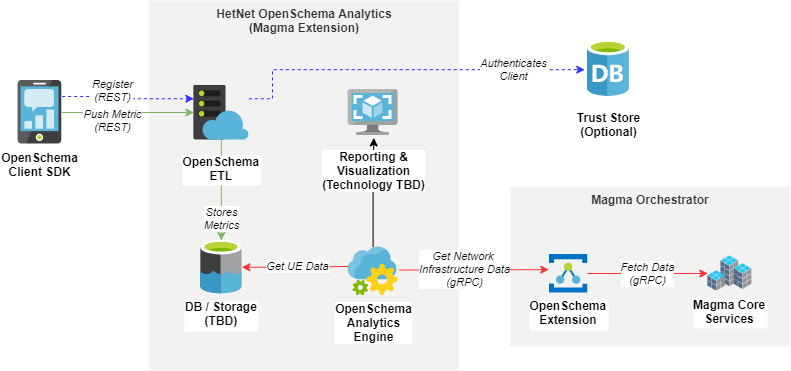 HetNet OpenSchema Analytics
(Magma Extension)
Authenticates
Client
Register
(REST)
Push Metric
(REST)
DB
Trust Store
(Optional)
OpenSchema
Client SDK
OpenSchema
ETL
Reporting &
Visualization
(Technology TBD)
Magma Orchestrator
Stores
Metrics
Get UE Data
Get Network
Infrastructure Data
(gRPC)
Fetch Data
(gRPC)
DB / Storage
(TBD)
OpenSchema
Analytics
Engine
OpenSchema
Extension
Magma Core
Services